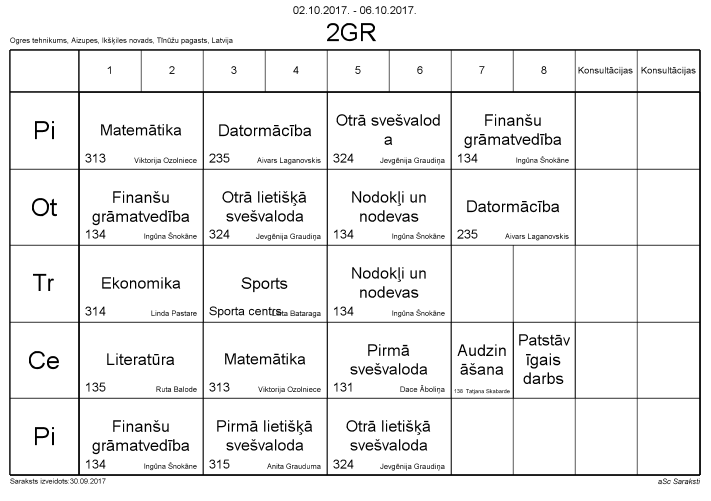 02.10.2017. - 06.10.2017.
2GR
Ogres tehnikums, Aizupes, Ikšķiles novads, Tīnūžu pagasts, Latvija
1 2 3 4 5 6 7 8 Konsultācijas Konsultācijas
Pi
Matemātika
313 Viktorija Ozolniece
Datormācība
235 Aivars Laganovskis
Otrā svešvalod
a
324 Jevgēnija Graudiņa
Finanšu
grāmatvedība
134 Ingūna Šnokāne
Ot
Finanšu
grāmatvedība
134 Ingūna Šnokāne
Otrā lietišķā
svešvaloda
324 Jevgēnija Graudiņa
Nodokļi un
nodevas
134 Ingūna Šnokāne
Datormācība
235 Aivars Laganovskis
Tr
Ekonomika
314 Linda Pastare
Sports
Sporta centrs Bataraga
Nodokļi un
nodevas
134 Ingūna Šnokāne
Ce
Literatūra
135 Ruta Balode
Matemātika
313 Viktorija Ozolniece
Pirmā
svešvaloda
131 Dace Āboliņa
Audzin
āšana
138 Tatjana Skabarde
Patstāv
īgais
darbs
Pi
Finanšu
grāmatvedība
134 Ingūna Šnokāne
Pirmā lietišķā
svešvaloda
315 Anita Grauduma
Otrā lietišķā
svešvaloda
324 Jevgēnija Graudiņa
Saraksts izveidots:30.09.2017
aSc Saraksti